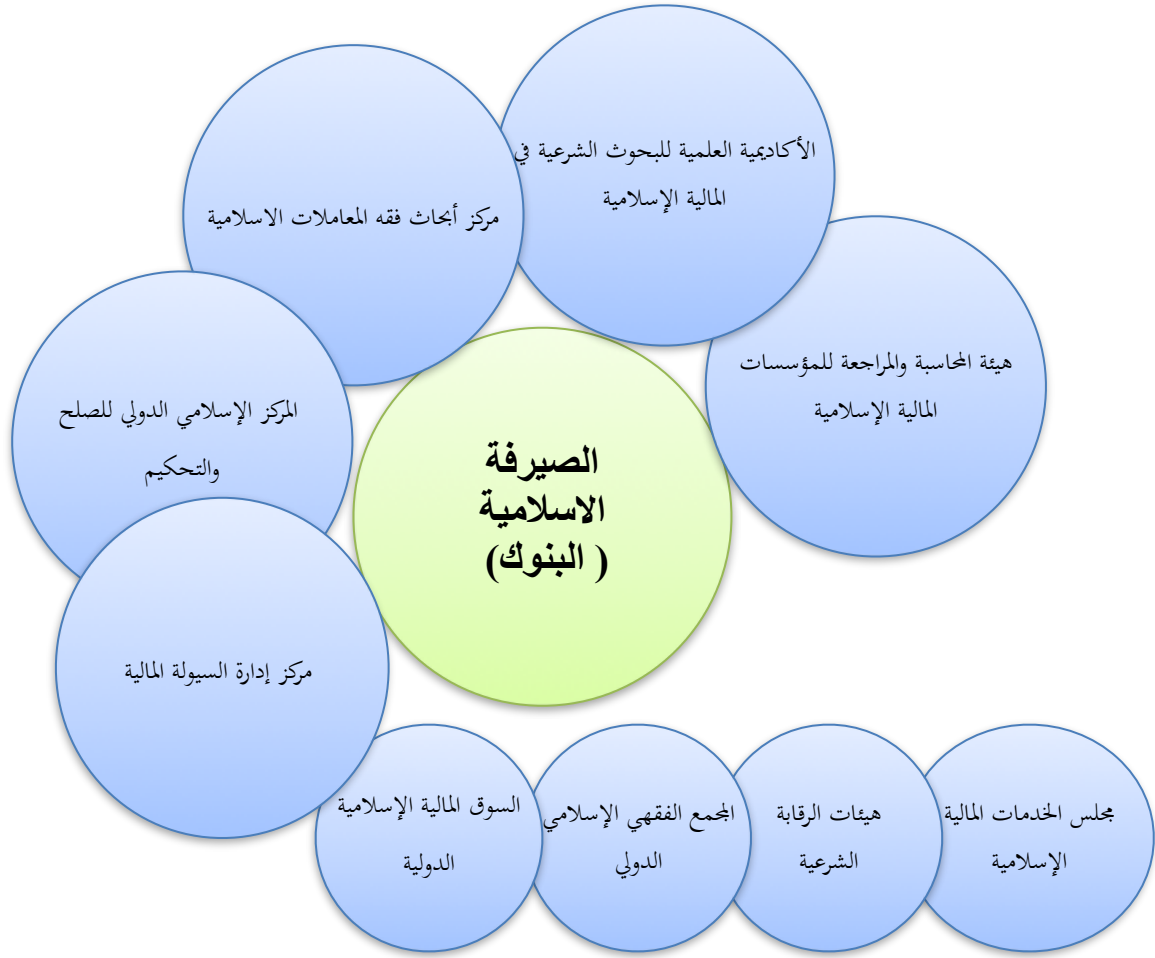 الأكاديمية العلمية للبحوث الشرعية في
المالية الإسلامية
مركز أبحاث فقه المعاملات الاسلامية
هيئة المحاسبة والمراجعة للمؤسسات
المالية الإسلامية
المركز الإسلامي الدولي للصلح
والتحكيم
الصيرفة
الاسلامية
( البنوك)
مركز إدارة السيولة المالية
مجلس الخدمات المالية
الإسلامية
هيئات الرقابة
الشرعية
المجمع الفقهي الإسلامي
الدولي
السوق المالية الإسلامية
الدولية